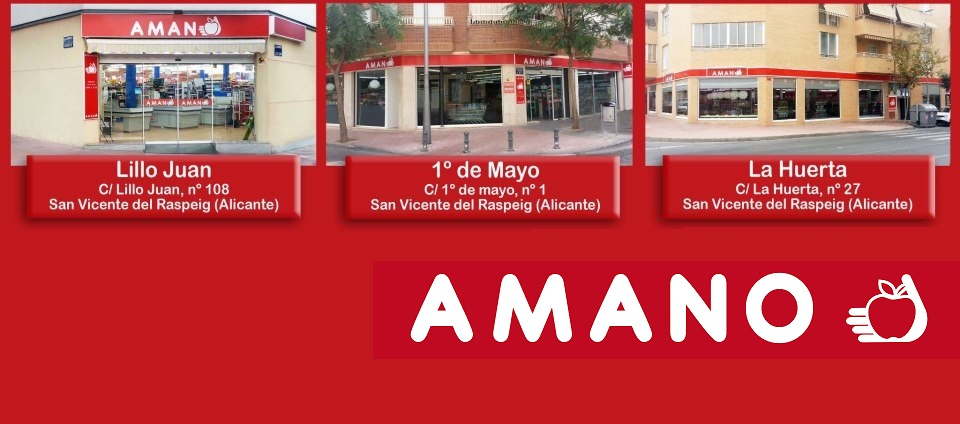 AMANO
AMANO AMANO
Lillo Juan
C/ Lillo Juan, nº 108
San Vicente del Raspeig (Alicante)
AMANO
1º de Mayo
C/ 1º de mayo, nº 1
San Vicente del Raspeig (Alicante)
AMANO
La Huerta
C/ La Huerta, nº 27
San Vicente del Raspeig (Alicante)
AMANO